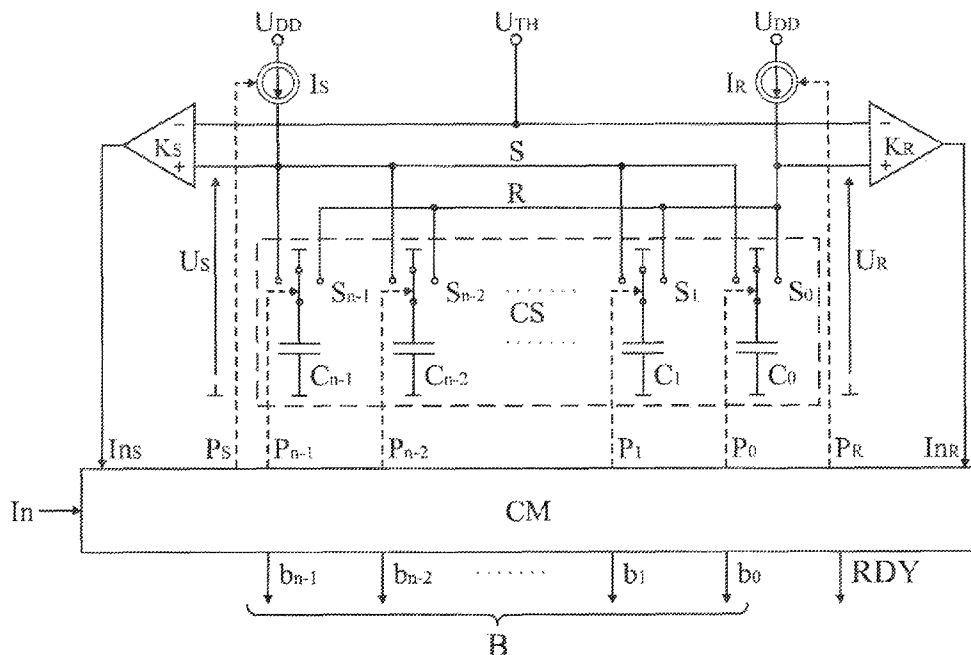 UDD UTH UDD
IS IR
KS - + - + KR
S
R
US UR
Sn-1 Sn-2 ........ S1 S0
CS
........
Cn-1 Cn-2 C1 C0
InS PS Pn-1 Pn-2 P1 P0 PR InR
In CM
bn-1 bn-2 ...... b1 b0 RDY
B